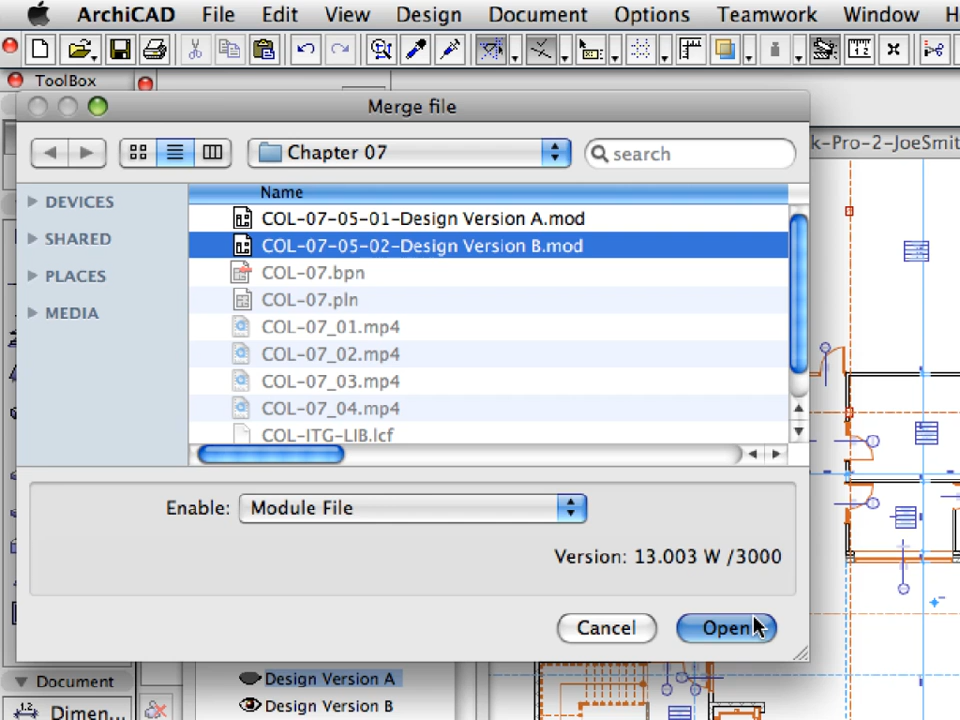 ArchiCAD File Edit View Design Document Options Teamwork Window H
ToolBox
Merge file
Chapter 07
search
k-Pro-2-JoeSmit
Name
DEVICES
SHARED
PLACES
MEDIA
COL-07-05-01-Design Version A.mod
COL-07-05-02-Design Version B.mod
COL-07.bpn
COL-07.pln
COL-07_01.mp4
COL-07_02.mp4
COL-07_03.mp4
COL-07_04.mp4
COL-ITG-LIB.lcf
Enable: Module File
Version: 13.003 W /3000
Cancel Open
Design Version A
Document
Design Version B
Dimen...